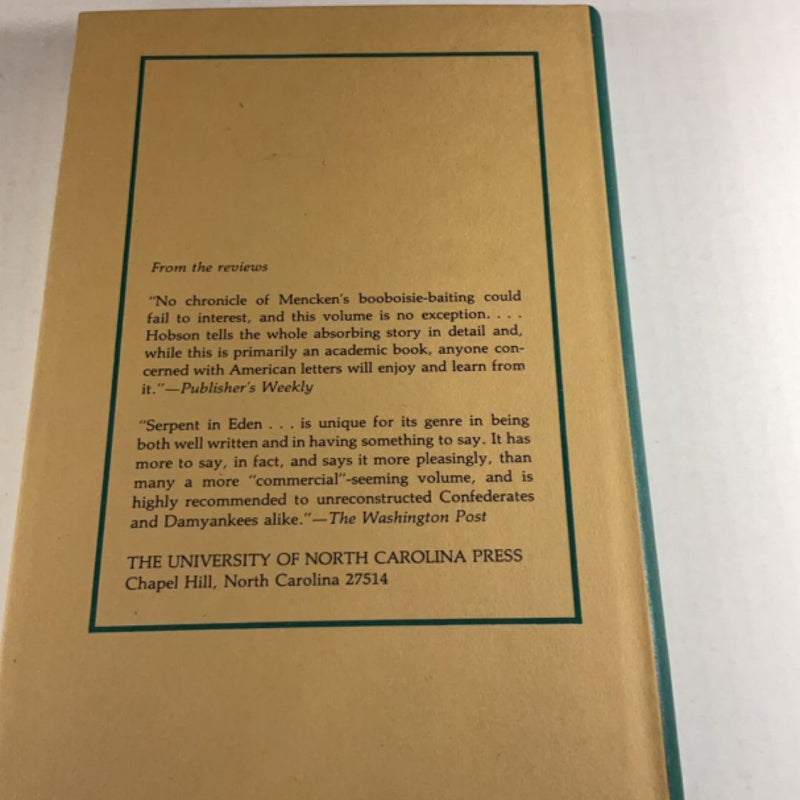 From the reviews
"No chronicle of Mencken's booboisie-baiting could
fail to interest, and this volume is no exception. . . .
Hobson tells the whole absorbing story in detail and,
while this is primarily an academic book, anyone con-
cerned with American letters will enjoy and learn from
it."—Publisher's Weekly
"Serpent in Eden . . . is unique for its genre in being
both well written and in having something to say. It has
more to say, in fact, and says it more pleasingly, than
many a more "commercial"-seeming volume, and is
highly recommended to unreconstructed Confederates
and Damyankees alike."—The Washington Post
THE UNIVERSITY OF NORTH CAROLINA PRESS
Chapel Hill, North Carolina 27514